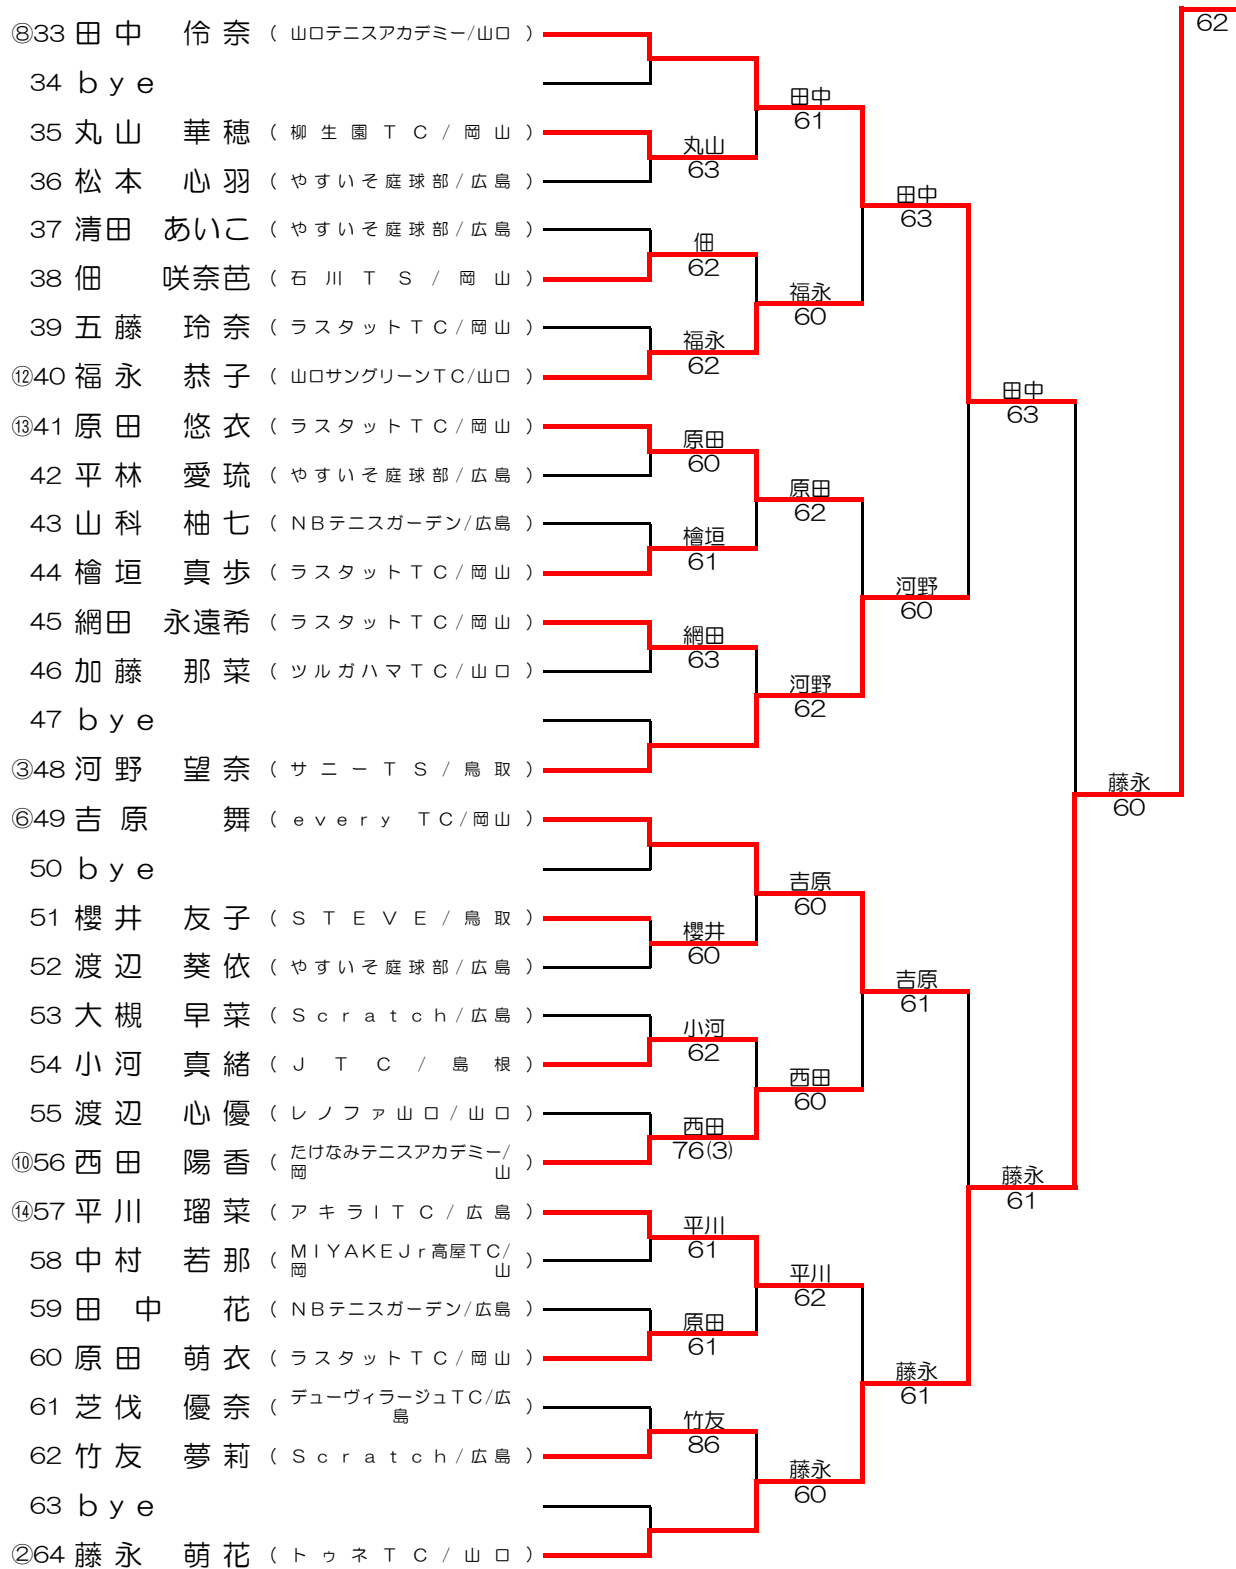 ⑧33 田中 伶奈 ( 山口テニスアカデミー/山口 )
34 bye
35 丸山 華穂 ( 柳生園TC/岡山 )
36 松本 心羽 ( やすいそ庭球部/広島 )
37 清田 あいこ ( やすいそ庭球部/広島 )
38 佃 咲奈芭 ( 石川TS/岡山 )
39 五藤 玲奈 ( ラスタットTC/岡山 )
⑫40 福永 恭子 ( 山口サングリーンTC/山口 )
⑬41 原田 悠衣 ( ラスタットTC/岡山 )
42 平林 愛琉 ( やすいそ庭球部/広島 )
43 山科 柚七 ( NBテニスガーデン/広島 )
44 檜垣 真歩 ( ラスタットTC/岡山 )
45 網田 永遠希 ( ラスタットTC/岡山 )
46 加藤 那菜 ( ツルガハマTC/山口 )
47 bye
③48 河野 望奈 ( サニーTS/鳥取 )
⑥49 吉原 舞 ( every TC/岡山 )
50 bye
51 櫻井 友子 ( STEVE/鳥取 )
52 渡辺 葵依 ( やすいそ庭球部/広島 )
53 大槻 早菜 ( Scratch/広島 )
54 小河 真緒 ( JTC/島根 )
55 渡辺 心優 ( レノファ山口/山口 )
⑩56 西田 陽香 ( たけなみテニスアカデミー/岡山 )
⑭57 平川 瑠菜 ( アキラITC/広島 )
58 中村 若那 ( MIYAKEJr高屋TC/岡山 )
59 田中 花 ( NBテニスガーデン/広島 )
60 原田 萌衣 ( ラスタットTC/岡山 )
61 芝伐 優奈 ( デューヴィラージュTC/広島 )
62 竹友 夢莉 ( Scratch/広島 )
63 bye
②64 藤永 萌花 ( トゥネTC/山口 )
丸山
63
佃
62
福永
62
原田
60
檜垣
61
網田
63
櫻井
60
小河
62
西田
76(3)
平川
61
原田
61
竹友
86
田中
61
福永
60
原田
62
河野
62
吉原
60
西田
60
平川
62
藤永
60
田中
63
河野
60
吉原
61
藤永
61
田中
63
藤永
61
藤永
60
62